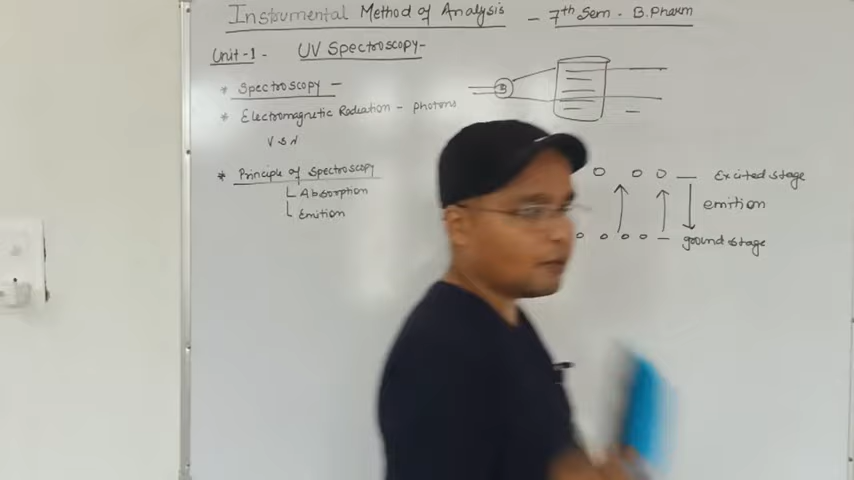 Instrumental Method of Analysis - 7th Sem - B.Pharm
Unit-1 - UV Spectroscopy-
* Spectroscopy -
* Electromagnetic Radiation - photons
B
* Principle of Spectroscopy
Absorption
Emition
Excited stage
emition
ground stage